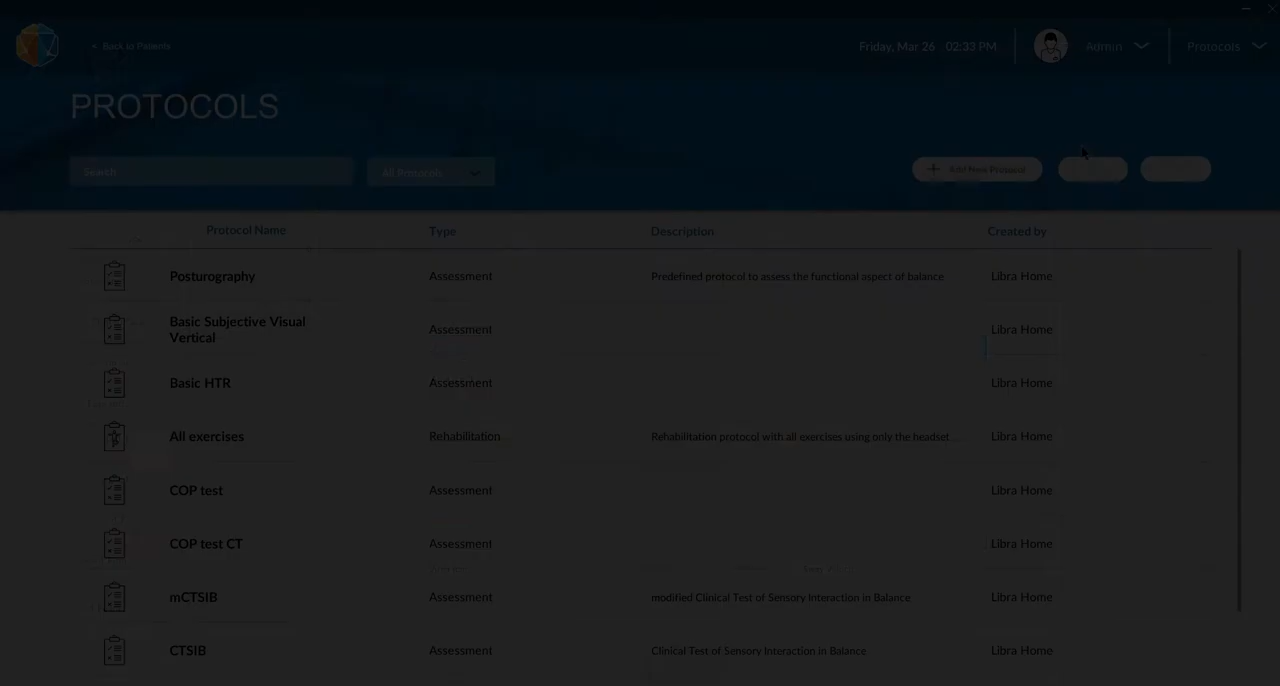 Back to Patients
Friday, Mar 26 02:33 PM
Admin
Protocols
PROTOCOLS
Search
All Protocols
Add New Protocol
Protocol Name Type Description Created by
Posturography Assessment Predefined protocol to assess the functional aspect of balance Libra Home
Basic Subjective Visual
Vertical Assessment Libra Home
Basic HTR Assessment Libra Home
All exercises Rehabilitation Rehabilitation protocol with all exercises using only the headset... Libra Home
COP test Assessment Libra Home
COP test CT Assessment Libra Home
mCTSIB Assessment modified Clinical Test of Sensory Interaction in Balance Libra Home
CTSIB Assessment Clinical Test of Sensory Interaction in Balance Libra Home